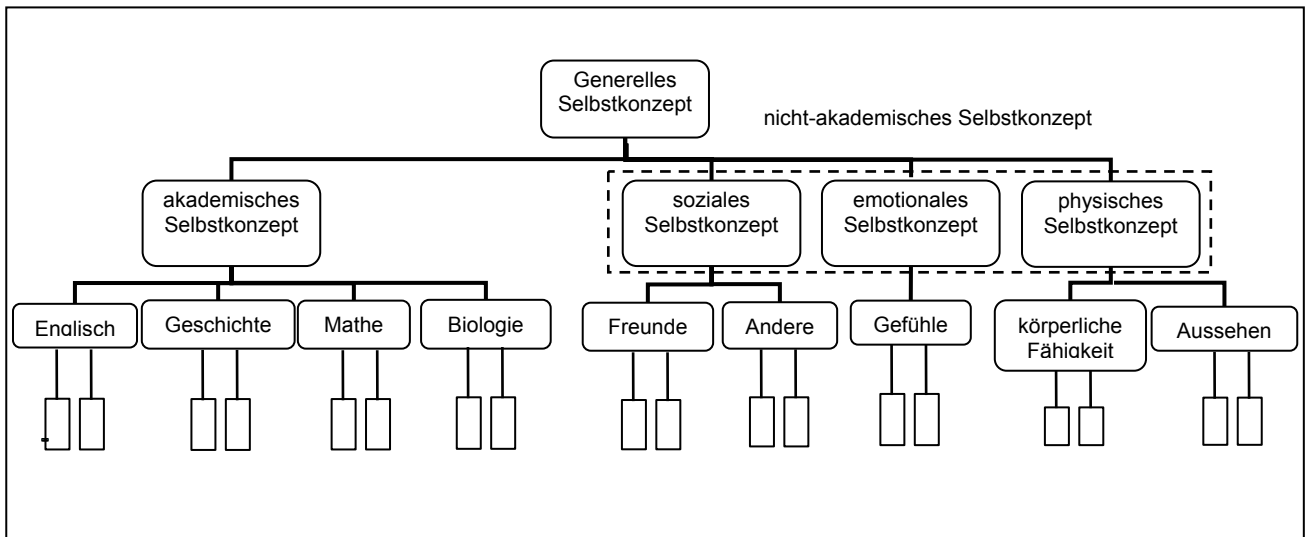 Generelles
Selbstkonzept
nicht-akademisches Selbstkonzept
akademisches
Selbstkonzept
soziales
Selbstkonzept
emotionales
Selbstkonzept
physisches
Selbstkonzept
Englisch
Geschichte
Mathe
Biologie
Freunde
Andere
Gefühle
körperliche
Fähigkeit
Aussehen